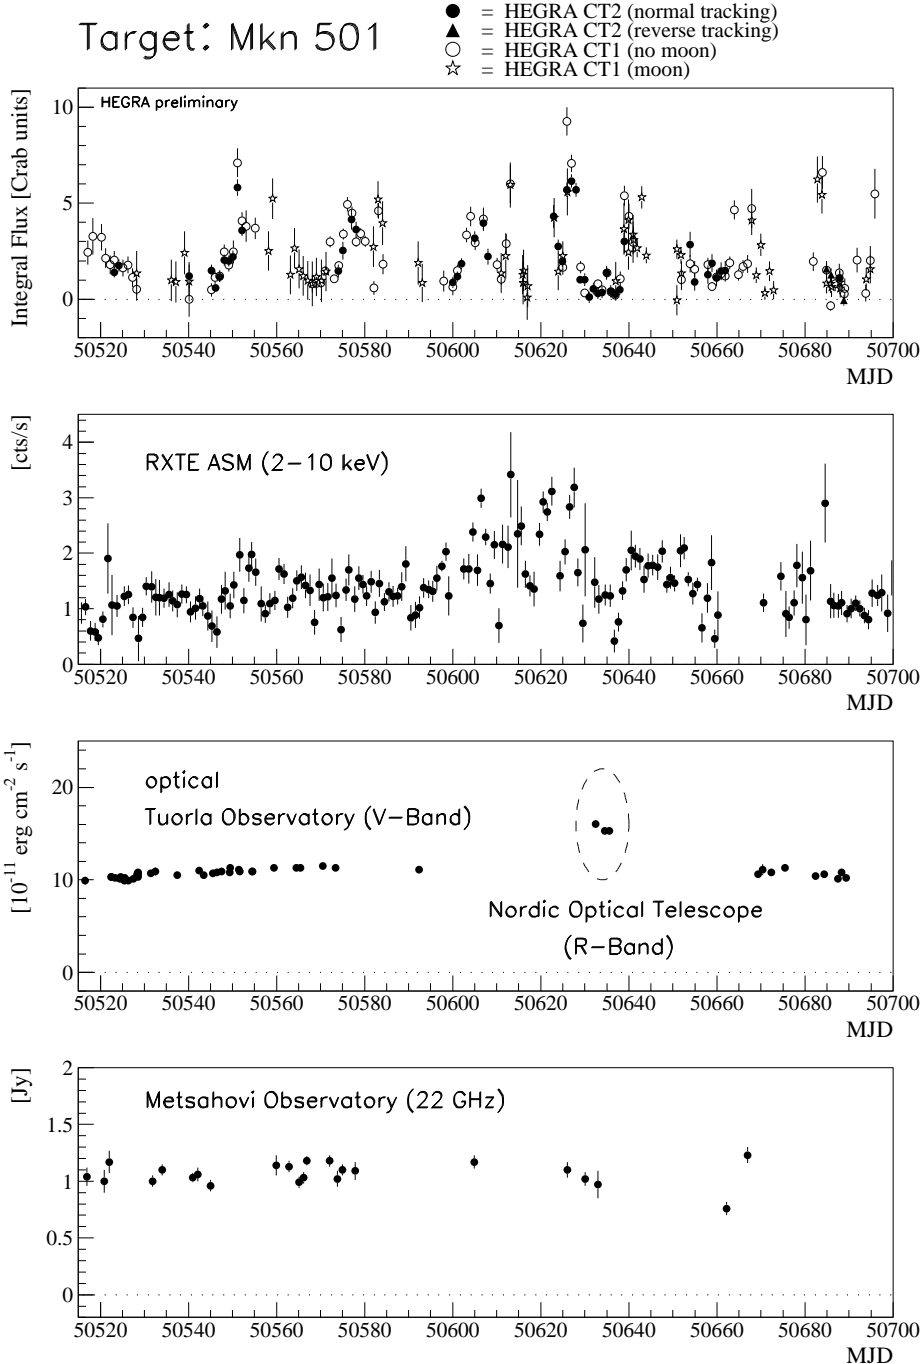 Target: Mkn 501
● = HEGRA CT2 (normal tracking)
▲ = HEGRA CT2 (reverse tracking)
○ = HEGRA CT1 (no moon)
☆ = HEGRA CT1 (moon)
HEGRA preliminary
Integral Flux [Crab units]
10
5
0
50520 50540 50560 50580 50600 50620 50640 50660 50680 50700
MJD
[cts/s]
RXTE ASM (2-10 keV)
4
3
2
1
0
50520 50540 50560 50580 50600 50620 50640 50660 50680 50700
MJD
[10⁻¹¹ erg cm⁻² s⁻¹]
optical
Tuorla Observatory (V-Band)
20
10
0
Nordic Optical Telescope
(R-Band)
50520 50540 50560 50580 50600 50620 50640 50660 50680 50700
MJD
[Jy]
Metsahovi Observatory (22 GHz)
2
1.5
1
0.5
0
50520 50540 50560 50580 50600 50620 50640 50660 50680 50700
MJD